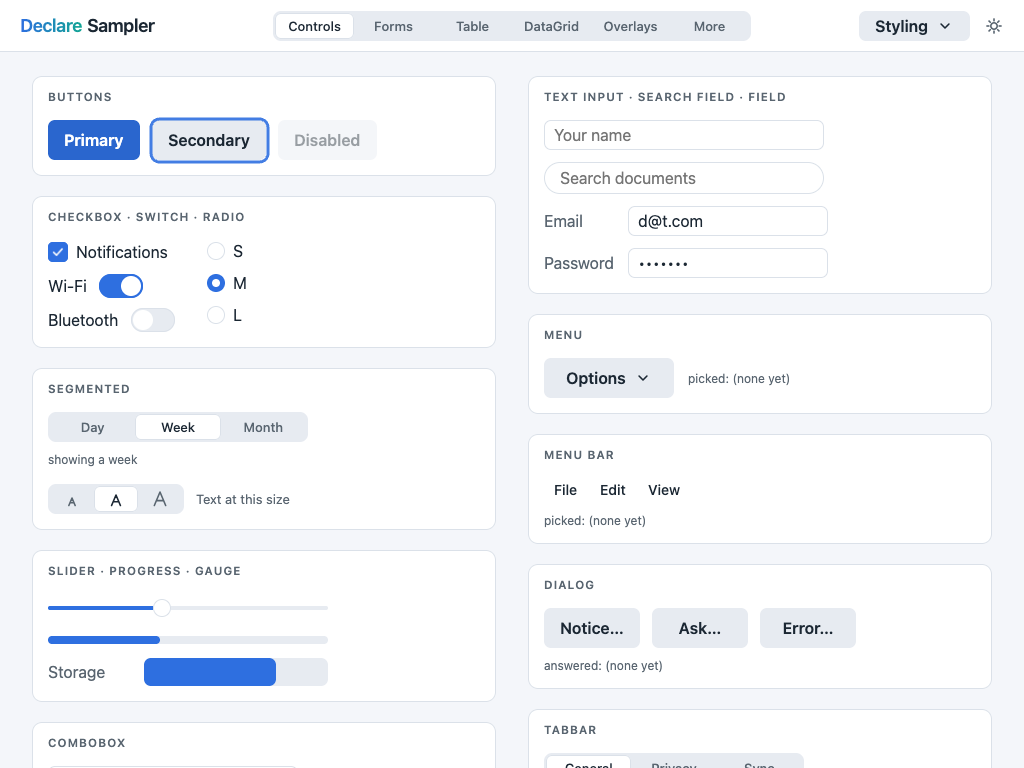 Declare Sampler
Controls
Forms
Table
DataGrid
Overlays
More
Styling
BUTTONS
Primary
Secondary
Disabled
CHECKBOX · SWITCH · RADIO
Notifications
Wi-Fi
Bluetooth
S
M
L
SEGMENTED
Day
Week
Month
showing a week
A
A
A
Text at this size
SLIDER · PROGRESS · GAUGE
Storage
COMBOBOX
TEXT INPUT · SEARCH FIELD · FIELD
Your name
Search documents
Email
d@t.com
Password
•••••••
MENU
Options
picked: (none yet)
MENU BAR
File
Edit
View
picked: (none yet)
DIALOG
Notice...
Ask...
Error...
answered: (none yet)
TABBAR
General
Privacy
Sync